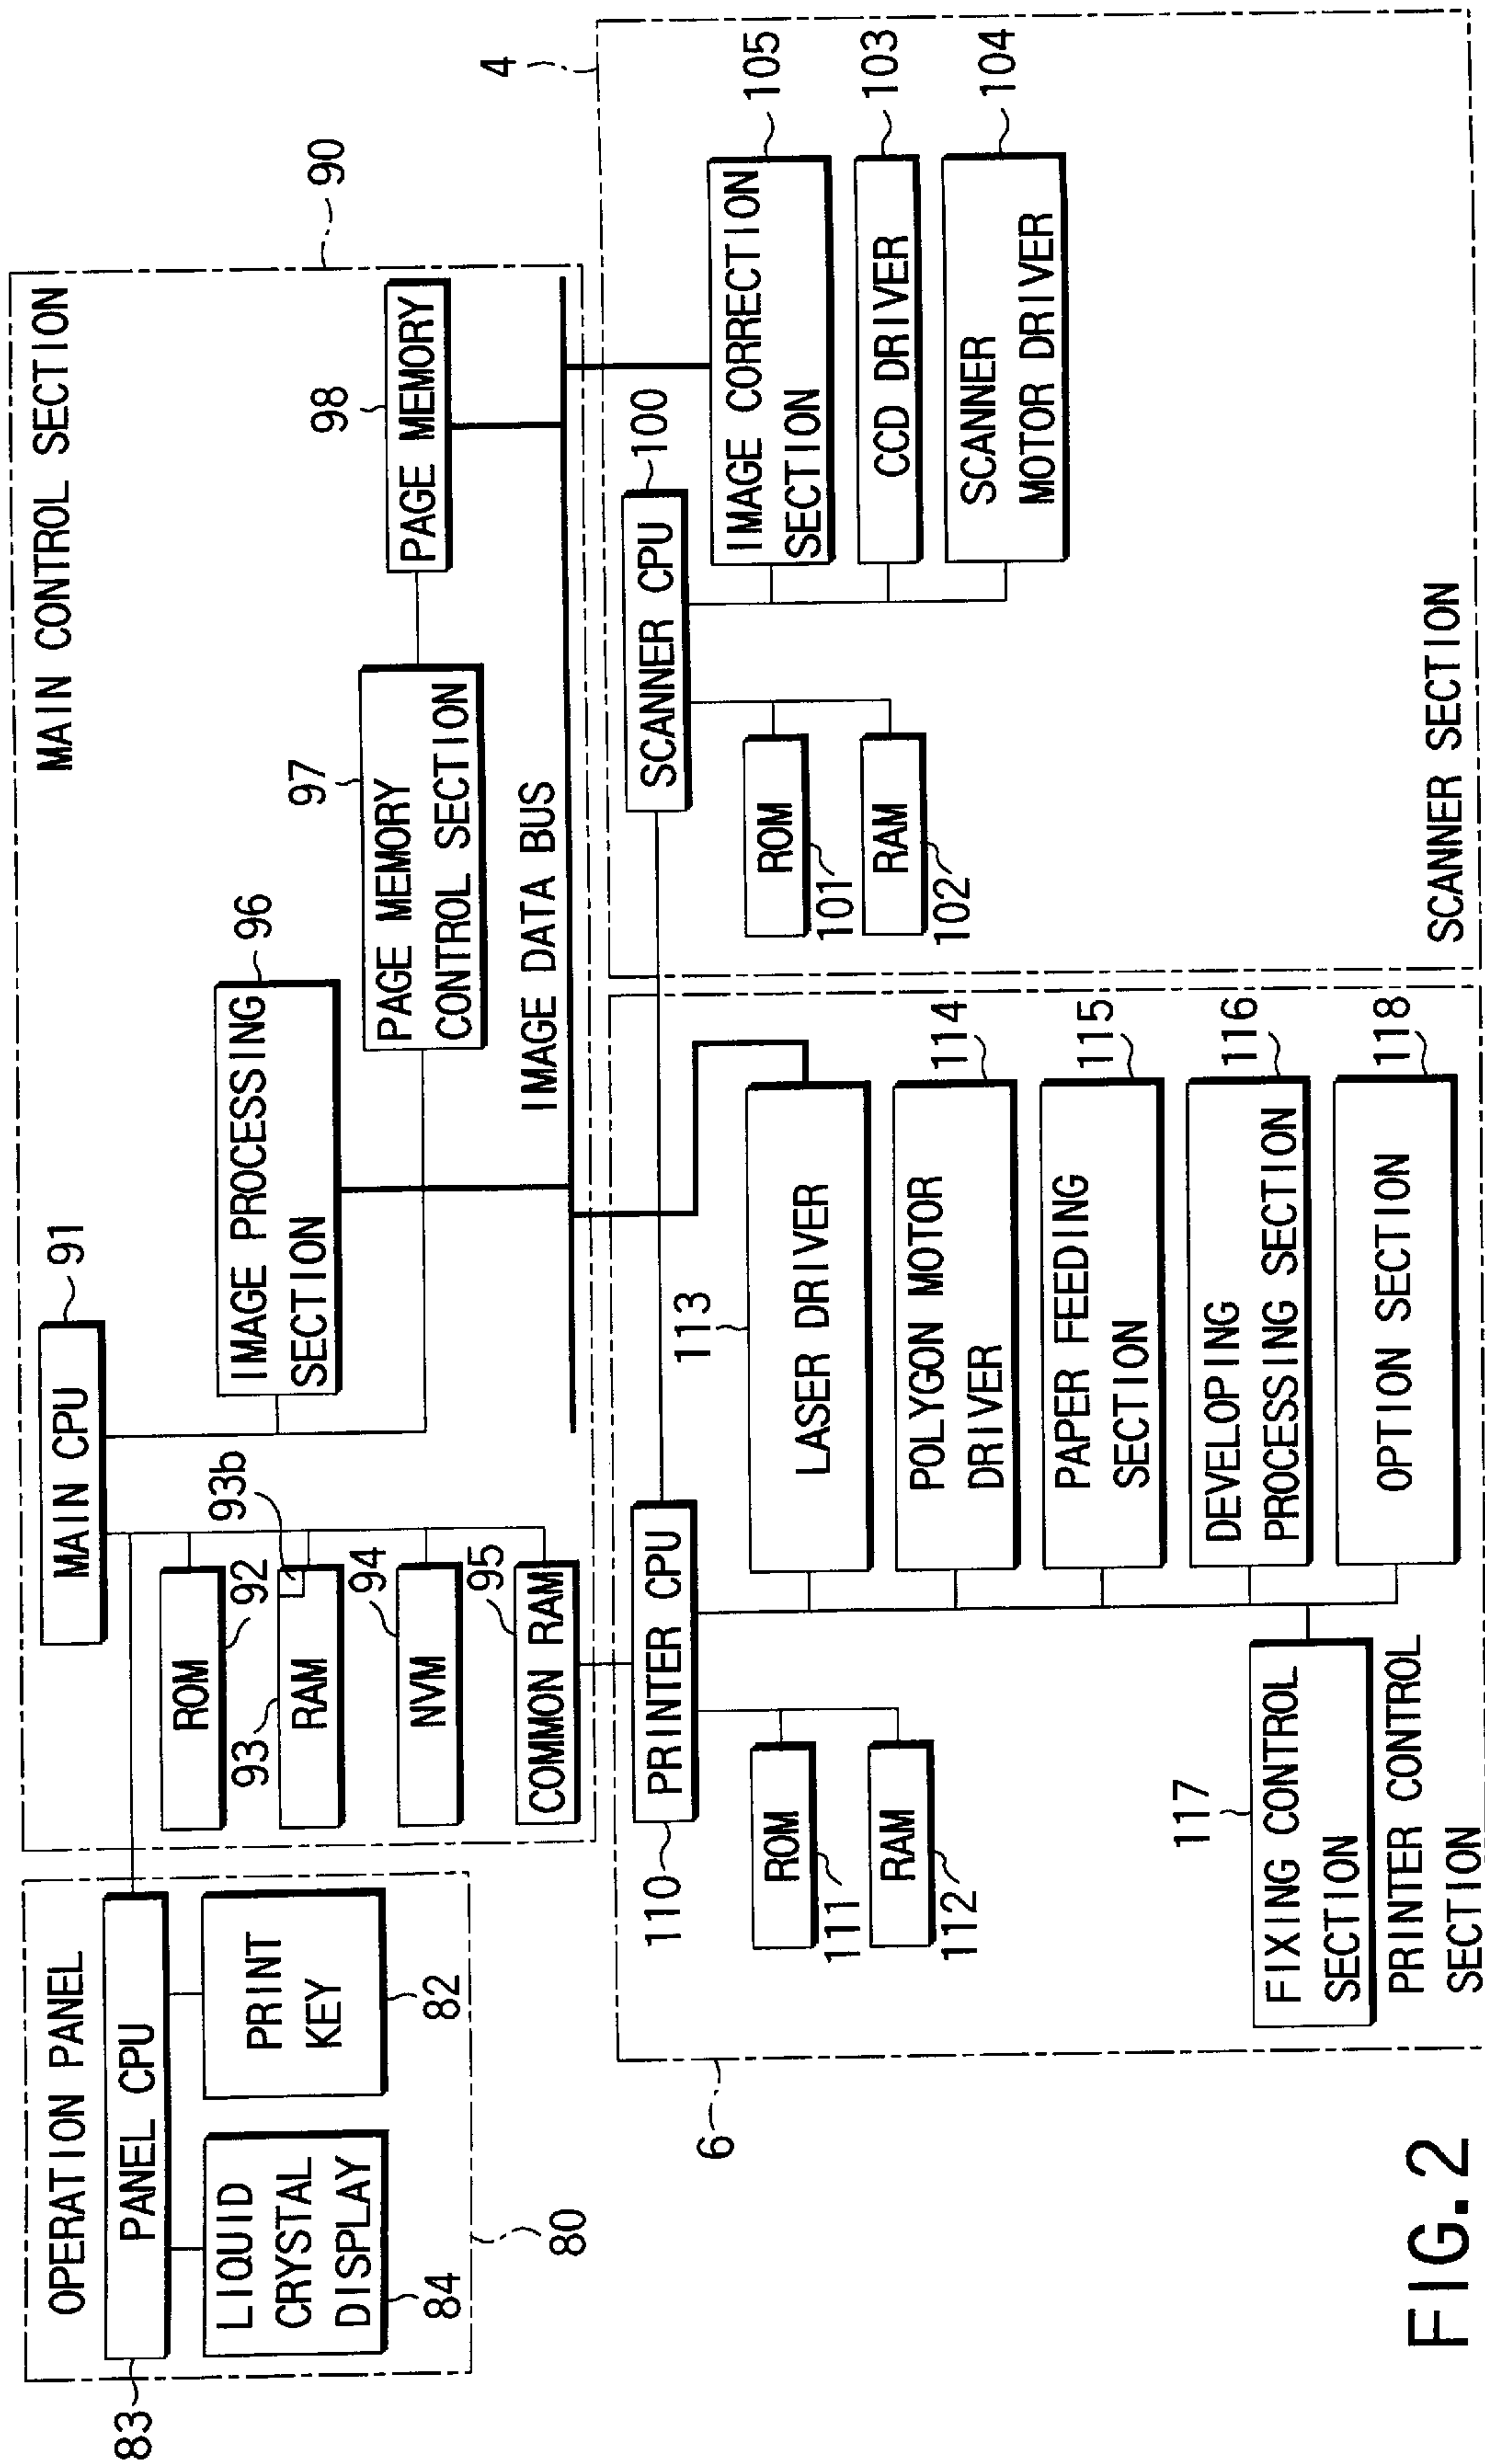 OPERATION PANEL
83
PANEL CPU
LIQUID
CRYSTAL
DISPLAY
84
PRINT
KEY
82
80
MAIN CONTROL SECTION
90
MAIN CPU
91
ROM
92
93
RAM
93b
NVM
94
COMMON RAM
95
IMAGE PROCESSING
SECTION
96
PAGE MEMORY
CONTROL SECTION
97
PAGE MEMORY
98
IMAGE DATA BUS
6
PRINTER CPU
110
ROM
111
RAM
112
LASER DRIVER
113
POLYGON MOTOR
DRIVER
114
PAPER FEEDING
SECTION
115
DEVELOPING
PROCESSING SECTION
116
OPTION SECTION
118
FIXING CONTROL
SECTION
117
PRINTER CONTROL
SECTION
4
SCANNER CPU
100
ROM
101
RAM
102
IMAGE CORRECTION
SECTION
105
CCD DRIVER
103
SCANNER
MOTOR DRIVER
104
SCANNER SECTION
FIG. 2